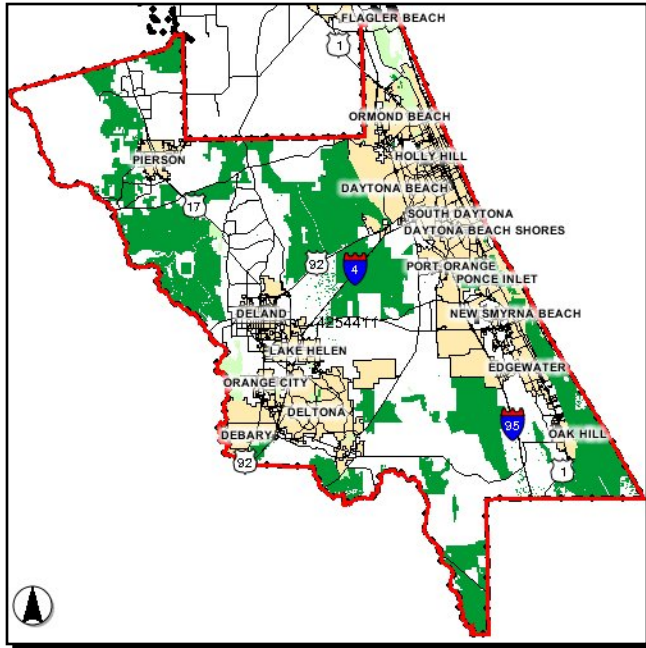 FLAGLER BEACH
1
ORMOND BEACH
HOLLY HILL
PIERSON
DAYTONA BEACH
17
SOUTH DAYTONA
DAYTONA BEACH SHORES
92
4
PORT ORANGE
PONCE INLET
DELAND
4254411
NEW SMYRNA BEACH
LAKE HELEN
EDGEWATER
ORANGE CITY
DELTONA
95
DEBARY
OAK HILL
92
1